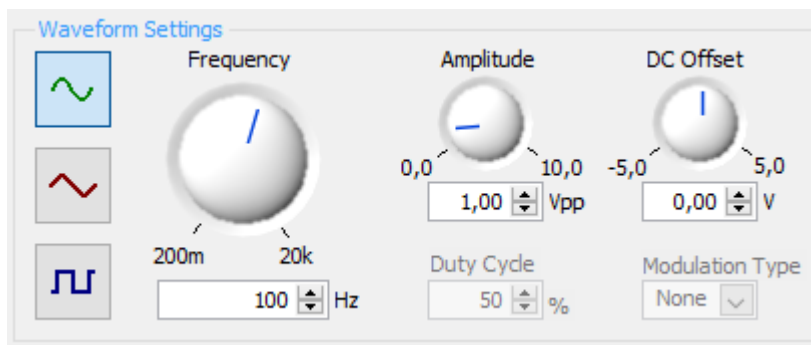 Waveform Settings
Frequency
200m 20k
100 Hz
Amplitude
0,0 10,0
1,00 Vpp
DC Offset
-5,0 5,0
0,00 V
Duty Cycle
50 %
Modulation Type
None